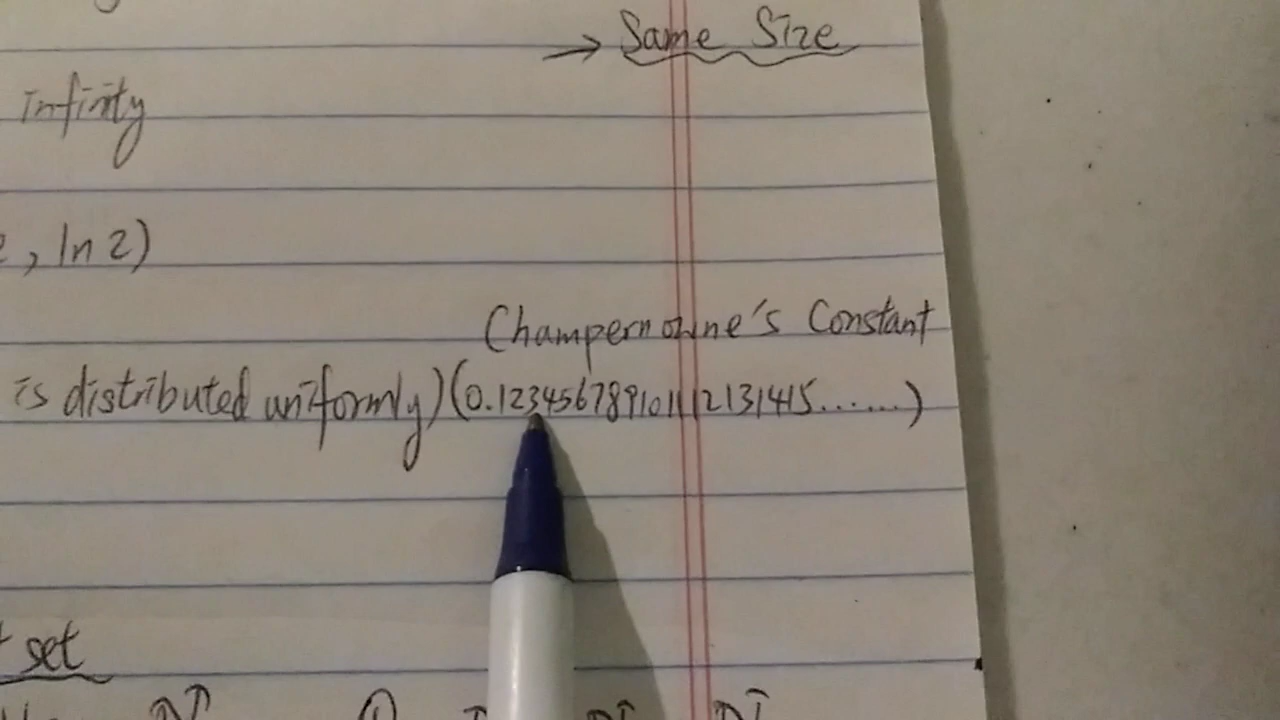 → Same Size
infinity
, ln 2)
Champernowne's Constant
is distributed uniformly) (0.123456789101112131415.......)
set